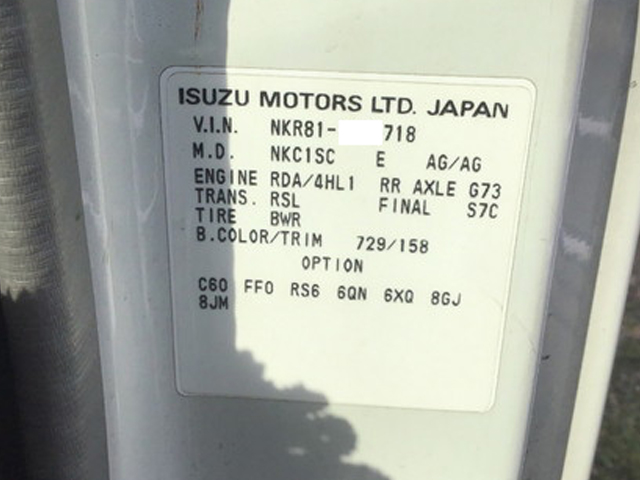 ISUZU MOTORS LTD. JAPAN
V.I.N. NKR81- 718
M.D. NKC1SC E AG/AG
ENGINE RDA/4HL1 RR AXLE G73
TRANS. RSL FINAL S7C
TIRE BWR
B.COLOR/TRIM 729/158
OPTION
C60 FF0 RS6 6QN 6XQ 8GJ
8JM